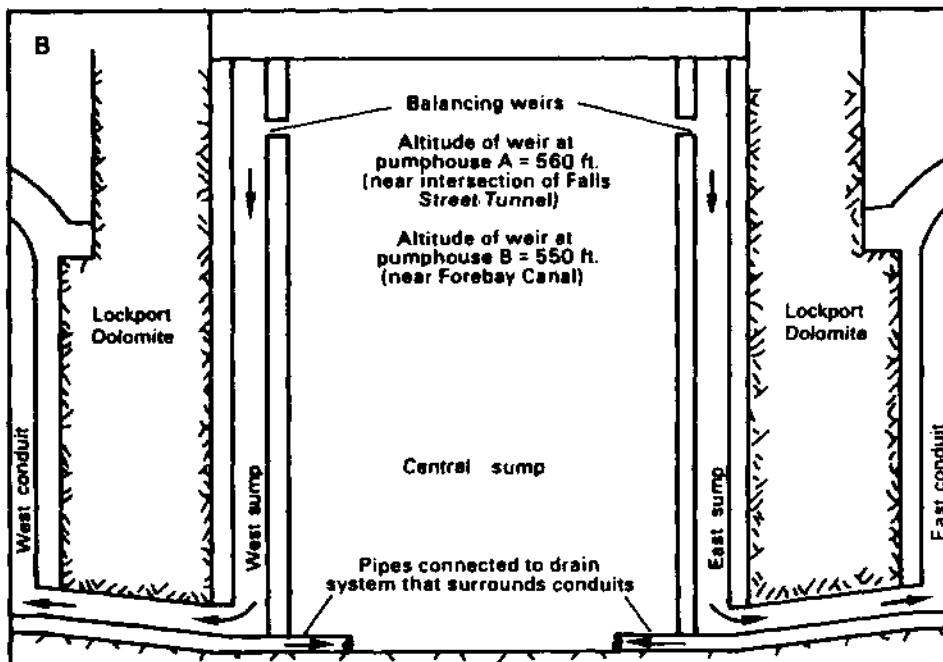 B
Balancing weirs
Altitude of weir at
pumphouse A = 560 ft.
(near intersection of Falls
Street Tunnel)
Altitude of weir at
pumphouse B = 550 ft.
(near Forebay Canal)
Lockport
Dolomite
Lockport
Dolomite
West conduit
West sump
Central sump
East sump
East conduit
Pipes connected to drain
system that surrounds conduits